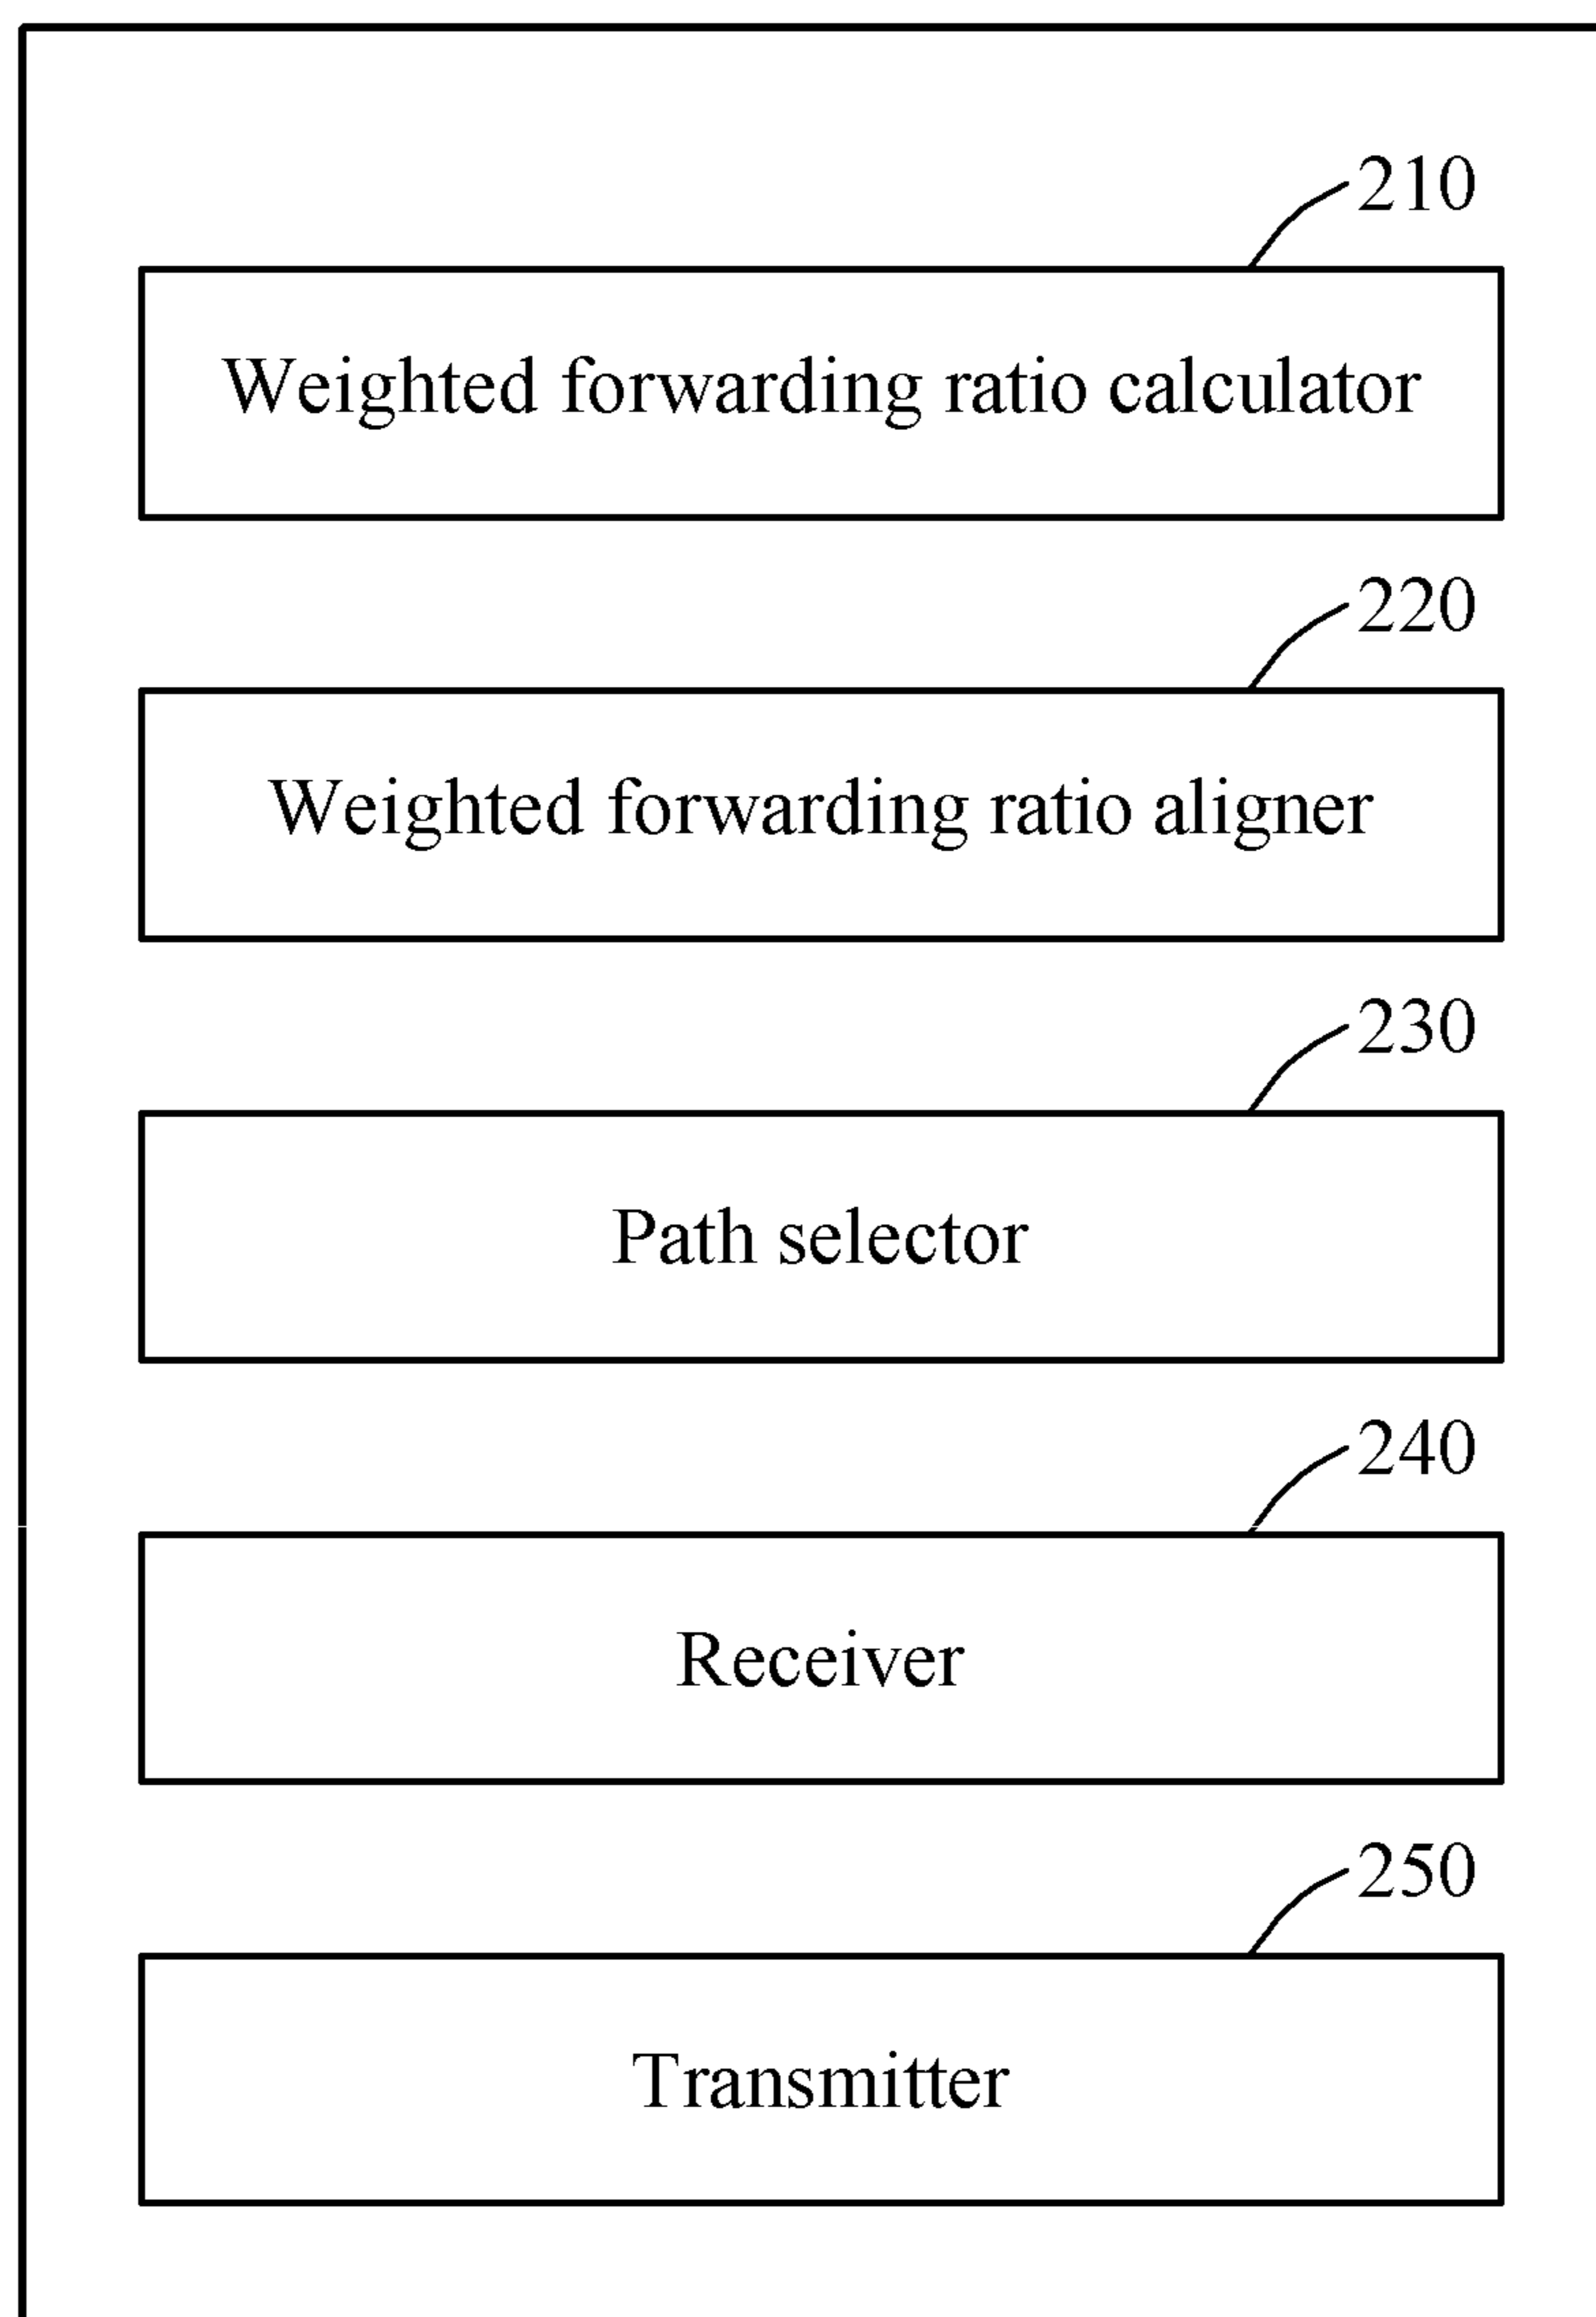 210
Weighted forwarding ratio calculator
220
Weighted forwarding ratio aligner
230
Path selector
240
Receiver
250
Transmitter